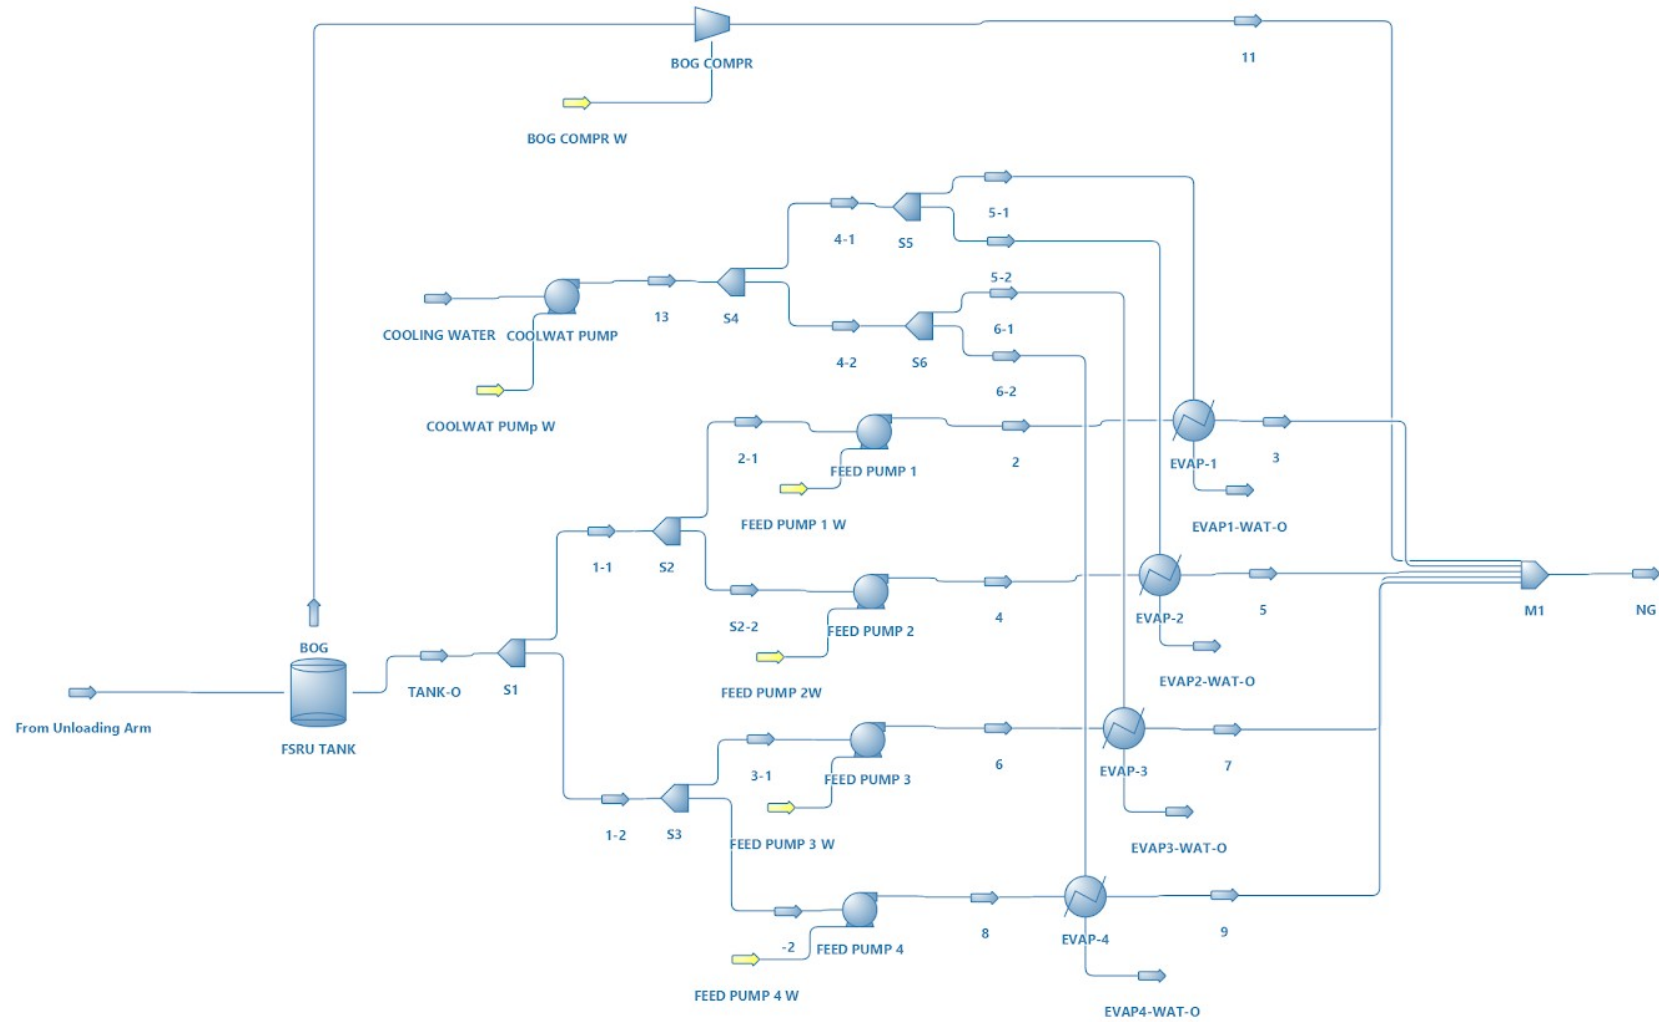 11
BOG COMPR
BOG COMPR W
5-1
4-1
S5
5-2
13
S4
6-1
COOLING WATER
COOLWAT PUMP
4-2
S6
6-2
COOLWAT PUMp W
2-1
2
3
EVAP-1
FEED PUMP 1
FEED PUMP 1 W
EVAP1-WAT-O
1-1
S2
M1
NG
5
4
EVAP-2
S2-2
FEED PUMP 2
BOG
EVAP2-WAT-O
TANK-O
S1
FEED PUMP 2W
From Unloading Arm
FSRU TANK
6
7
EVAP-3
3-1
FEED PUMP 3
1-2
S3
FEED PUMP 3 W
EVAP3-WAT-O
8
9
EVAP-4
-2
FEED PUMP 4
FEED PUMP 4 W
EVAP4-WAT-O